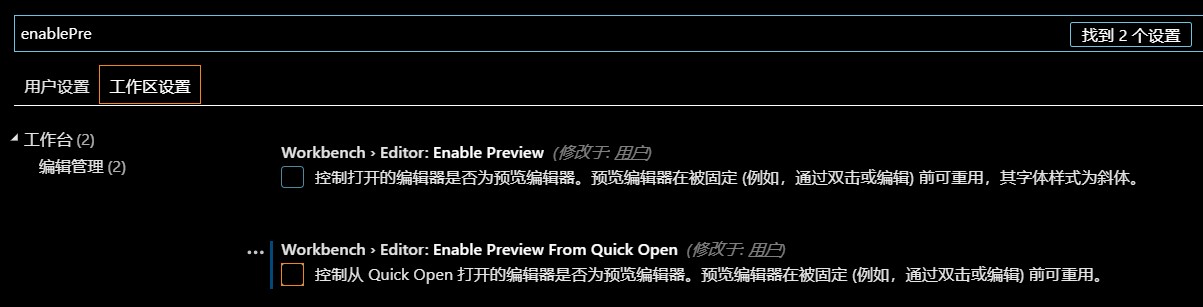 enablePre
找到 2 个设置
用户设置
工作区设置
工作台 (2)
编辑管理 (2)
Workbench › Editor: Enable Preview (修改于: 用户)
控制打开的编辑器是否为预览编辑器。预览编辑器在被固定 (例如，通过双击或编辑) 前可重用，其字体样式为斜体。
Workbench › Editor: Enable Preview From Quick Open (修改于: 用户)
控制从 Quick Open 打开的编辑器是否为预览编辑器。预览编辑器在被固定 (例如，通过双击或编辑) 前可重用。